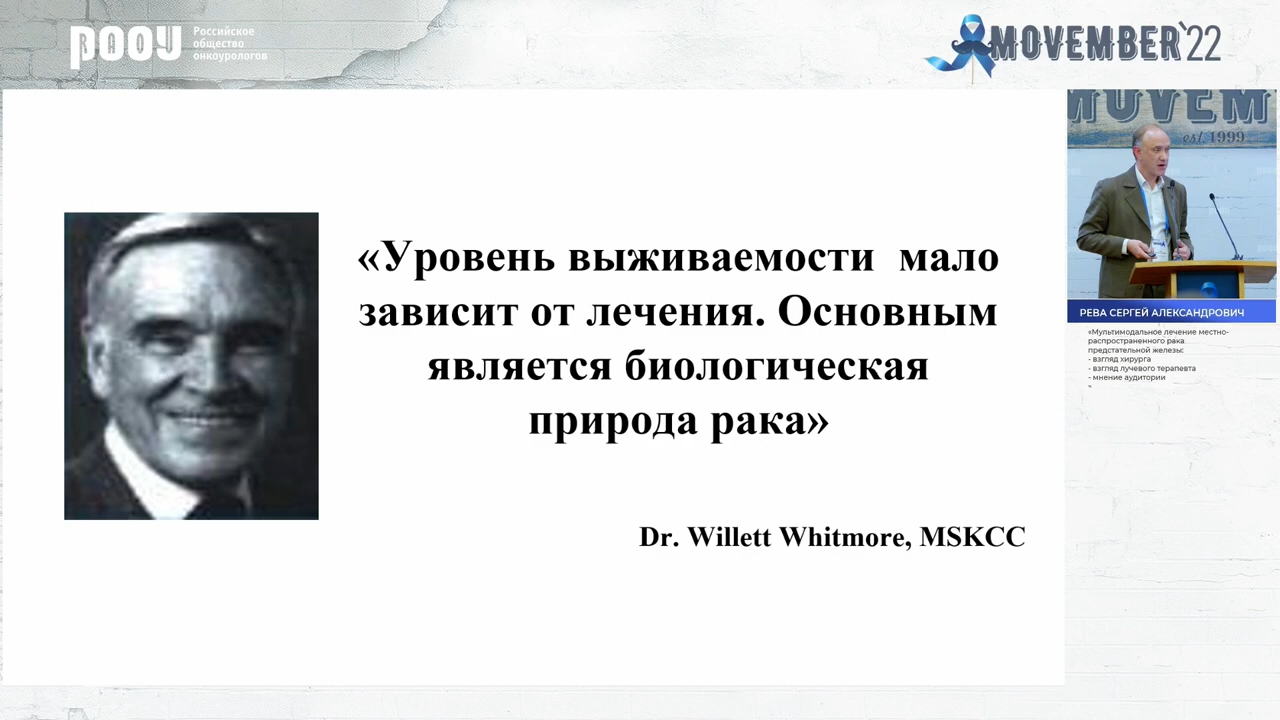 РООУ
RAOU
Российское
общество
онкоурологов
MOVEMBER'22
«Уровень выживаемости мало
зависит от лечения. Основным
является биологическая
природа рака»
Dr. Willett Whitmore, MSKCC
MOVEM
est. 1999
РЕВА СЕРГЕЙ АЛЕКСАНДРОВИЧ
«Мультимодальное лечение местно-
распространенного рака
предстательной железы:
- взгляд хирурга
- взгляд лучевого терапевта
- мнение аудитории
»